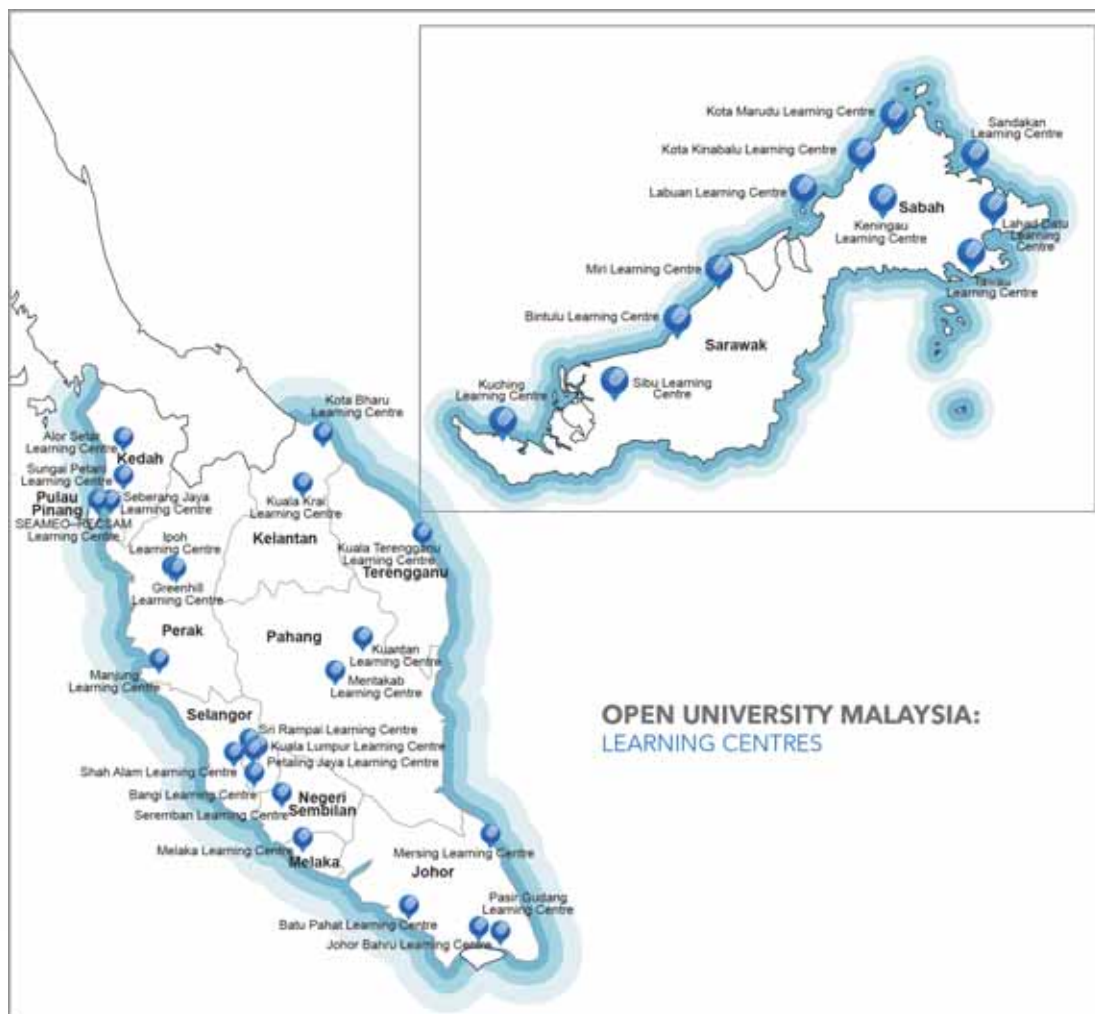 Kota Marudu Learning Centre
Sandakan
Learning Centre
Kota Kinabalu Learning Centre
Labuan Learning Centre
Sabah
Keningau
Learning Centre
Lahad Datu
Learning
Centre
Tawau
Learning Centre
Miri Learning Centre
Bintulu Learning Centre
Sarawak
Kuching
Learning Centre
Sibu Learning
Centre
Kota Bharu
Learning Centre
Alor Setar
Learning Centre
Kedah
Sungai Petani
Learning Centre
Pulau
Pinang
Seberang Jaya
Learning Centre
SEAMEO–RECSAM
Learning Centre
Kuala Krai
Learning Centre
Kelantan
Ipoh
Learning Centre
Greenhill
Learning Centre
Kuala Terengganu
Learning Centre
Terengganu
Perak
Pahang
Kuantan
Learning Centre
Mentakab
Learning Centre
Manjung
Learning Centre
Selangor
Sri Rampai Learning Centre
Kuala Lumpur Learning Centre
Petaling Jaya Learning Centre
Shah Alam Learning Centre
Bangi Learning Centre
Negeri
Sembilan
Seremban Learning Centre
Melaka Learning Centre
Melaka
Mersing Learning Centre
Johor
Pasir Gudang
Learning Centre
Batu Pahat Learning Centre
Johor Bahru Learning Centre
OPEN UNIVERSITY MALAYSIA:
LEARNING CENTRES